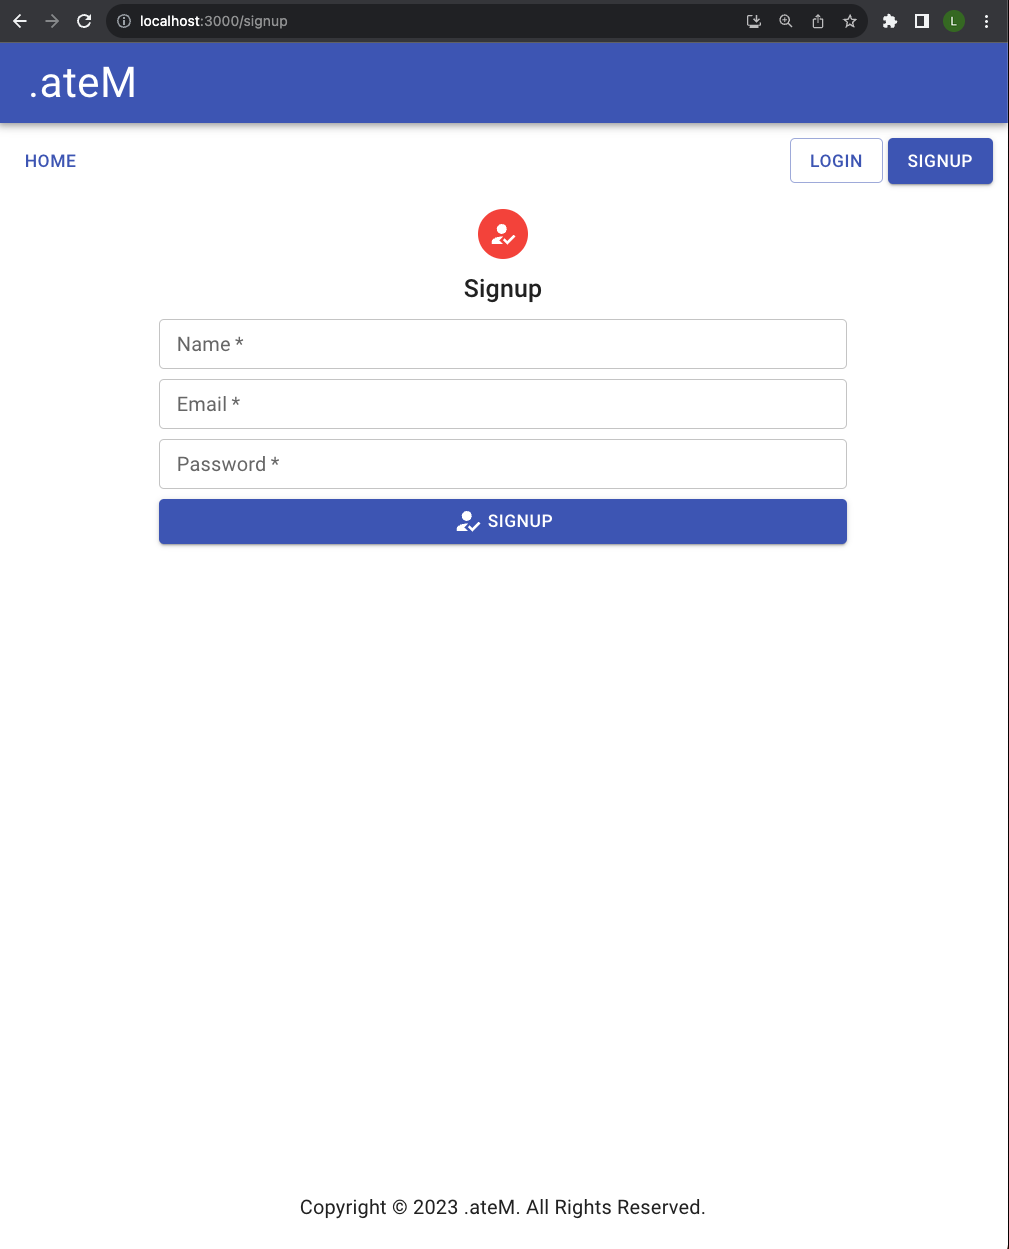 localhost:3000/signup
L
.ateM
HOME
LOGIN
SIGNUP
Signup
Name *
Email *
Password *
SIGNUP
Copyright © 2023 .ateM. All Rights Reserved.